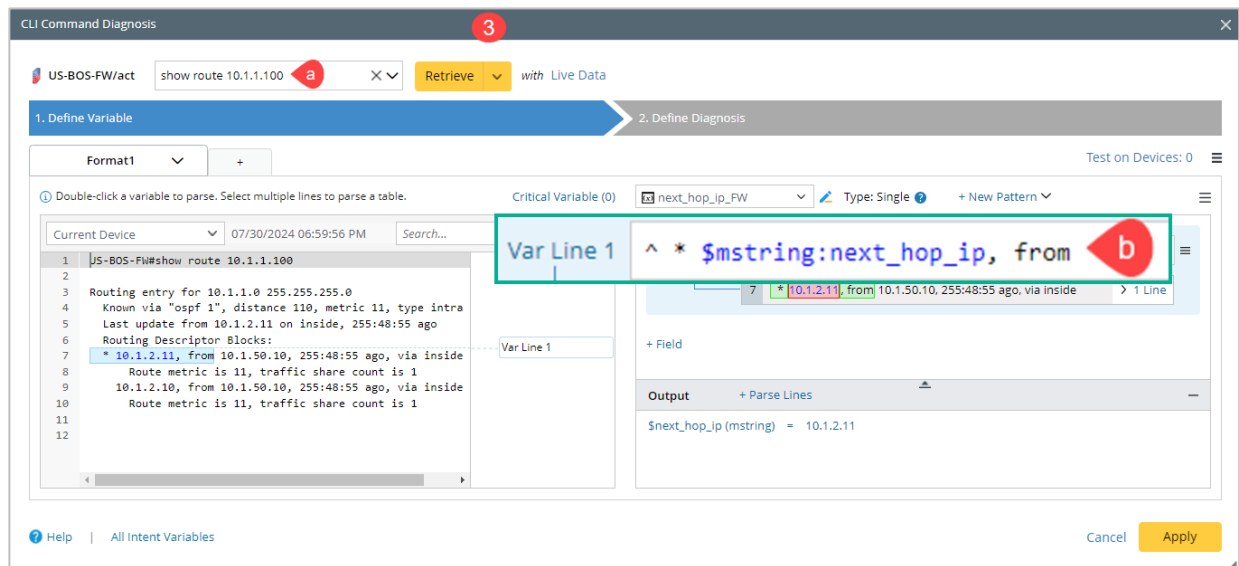 CLI Command Diagnosis
3
US-BOS-FW/act show route 10.1.1.100 a Retrieve with Live Data
1. Define Variable 2. Define Diagnosis
Format1 + Test on Devices: 0
Double-click a variable to parse. Select multiple lines to parse a table. Critical Variable (0) next_hop_ip_FW Type: Single + New Pattern
Current Device 07/30/2024 06:59:56 PM Search...
Var Line 1 ^ * $mstring:next_hop_ip, from b
1 US-BOS-FW#show route 10.1.1.100
2
3 Routing entry for 10.1.1.0 255.255.255.0
4 Known via "ospf 1", distance 110, metric 11, type intra
5 Last update from 10.1.2.11 on inside, 255:48:55 ago
6 Routing Descriptor Blocks:
7 * 10.1.2.11, from 10.1.50.10, 255:48:55 ago, via inside
8 Route metric is 11, traffic share count is 1
9 10.1.2.10, from 10.1.50.10, 255:48:55 ago, via inside
10 Route metric is 11, traffic share count is 1
11
12
Var Line 1
7 * 10.1.2.11, from 10.1.50.10, 255:48:55 ago, via inside > 1 Line
+ Field
Output + Parse Lines
$next_hop_ip (mstring) = 10.1.2.11
Help | All Intent Variables Cancel Apply